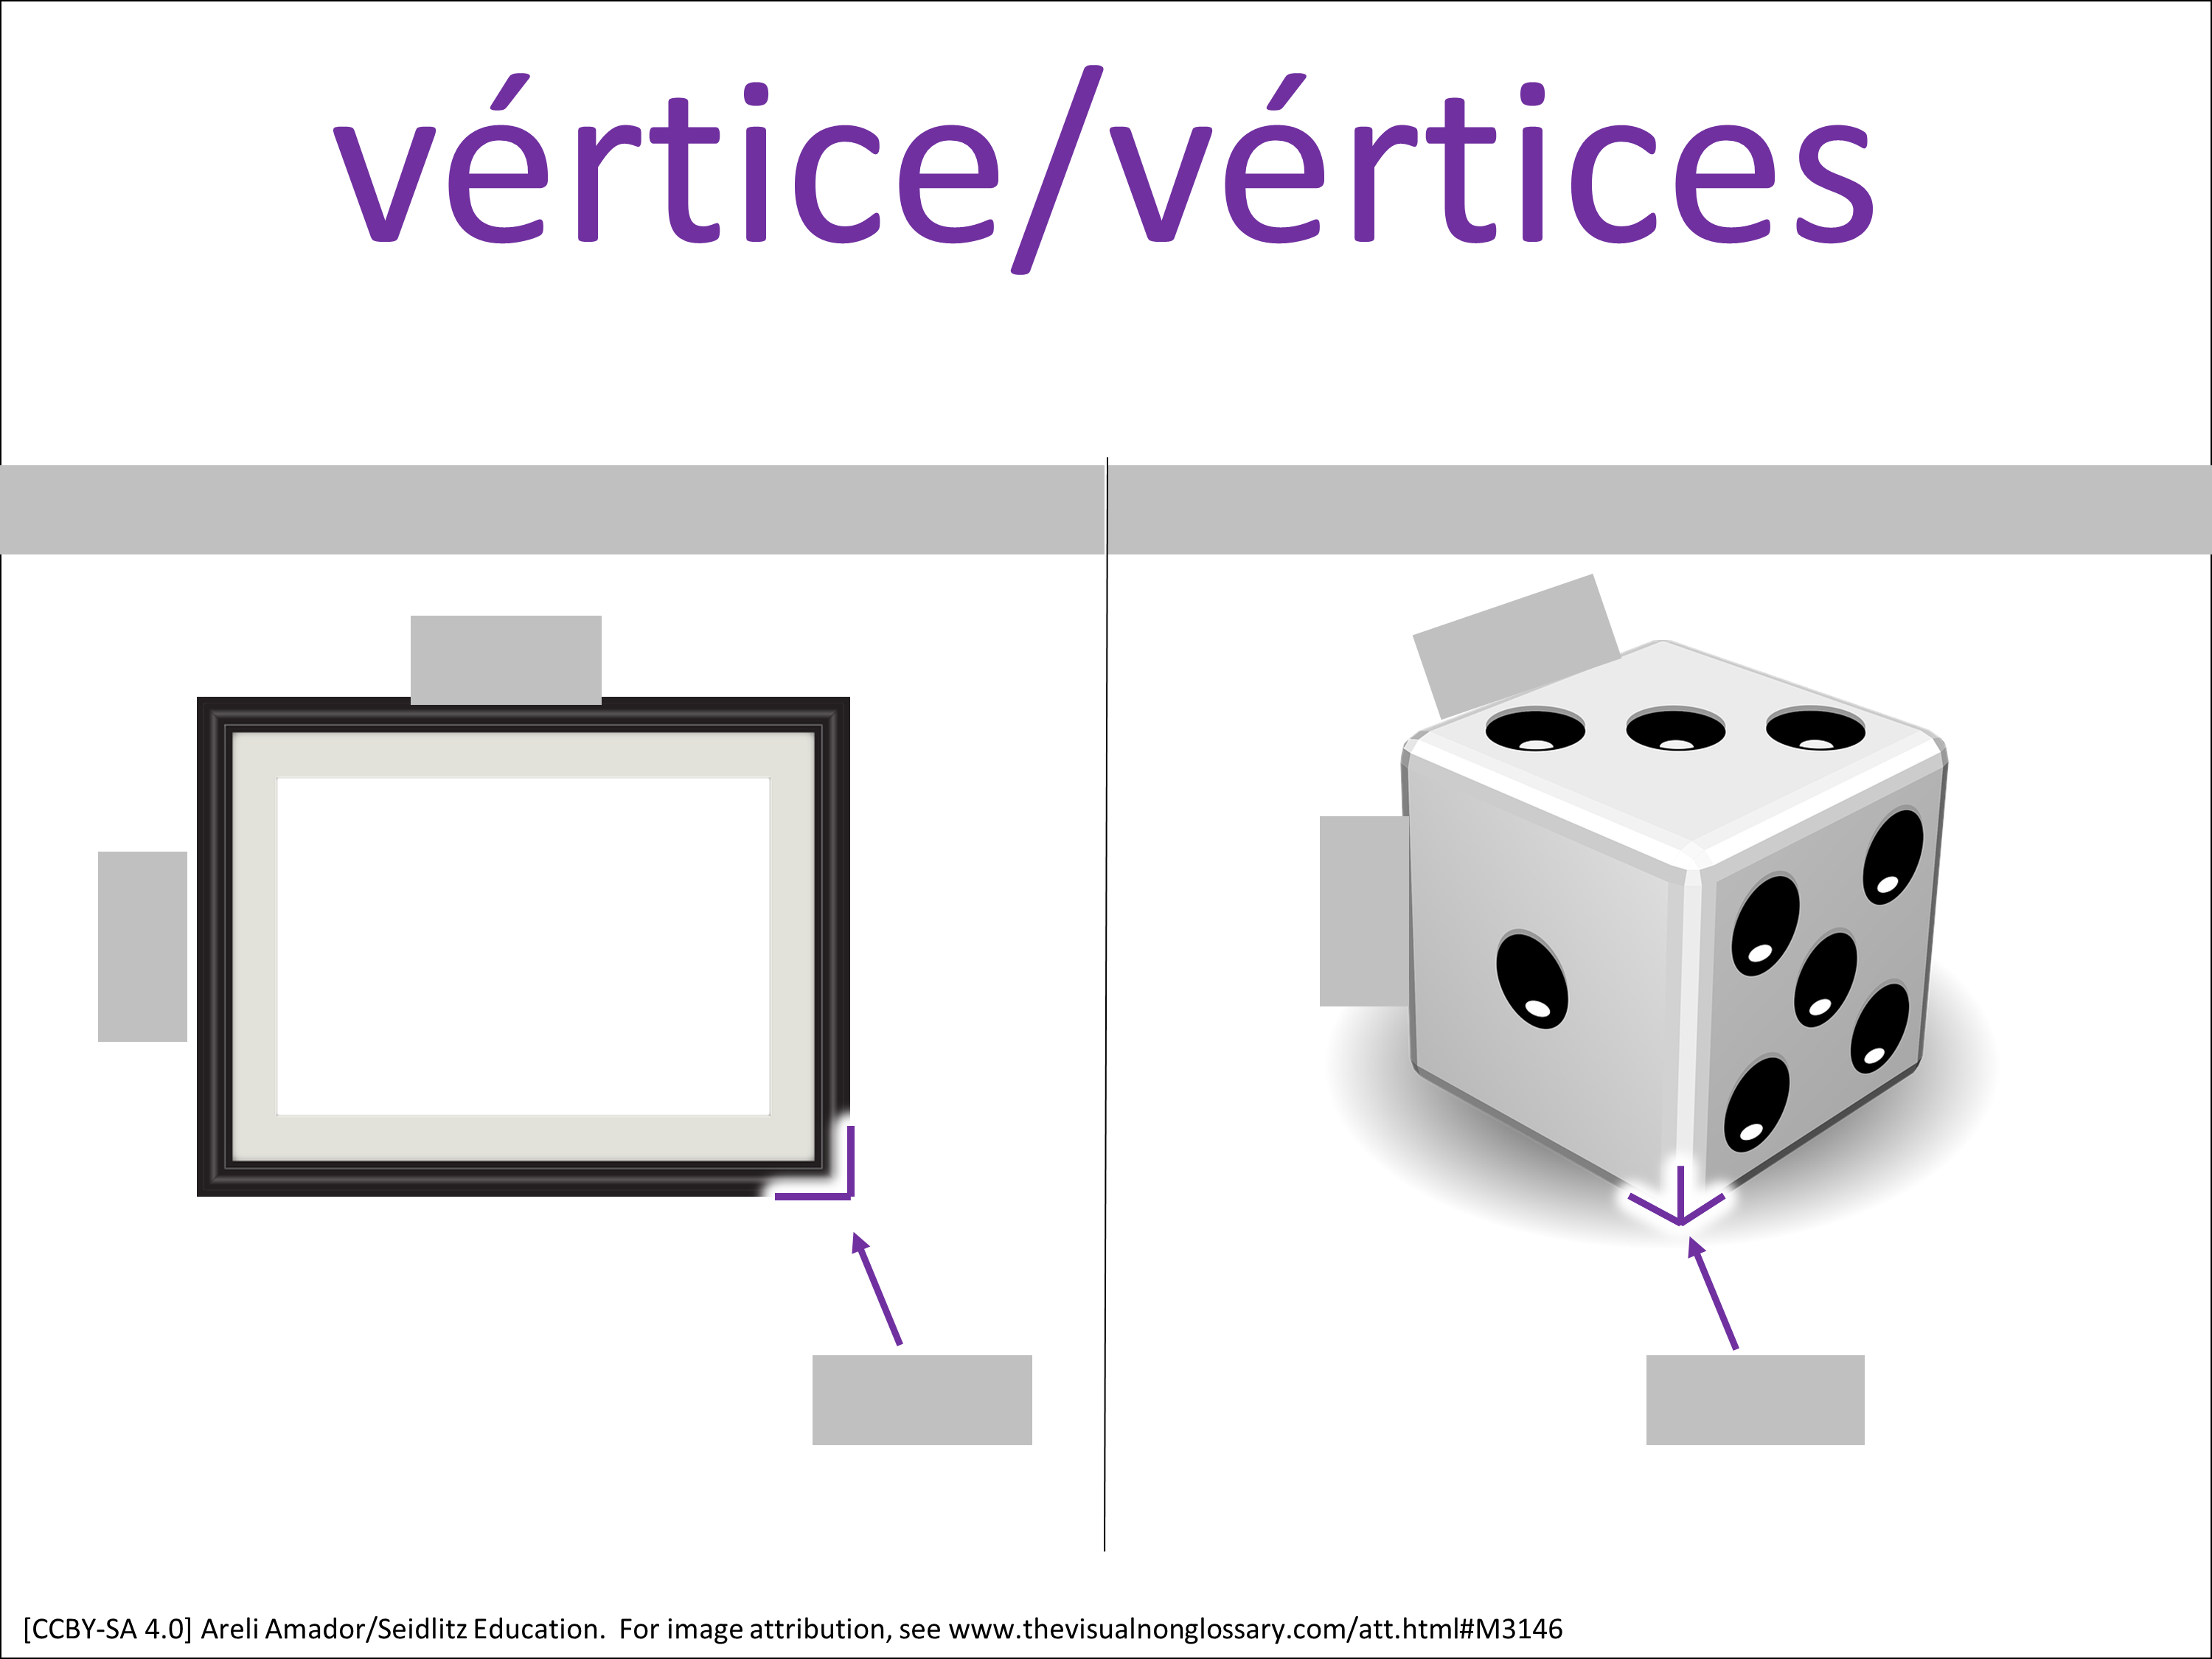 vértice/vértices
[CCBY-SA 4.0] Areli Amador/Seidlitz Education.  For image attribution, see www.thevisualnonglossary.com/att.html#M3146